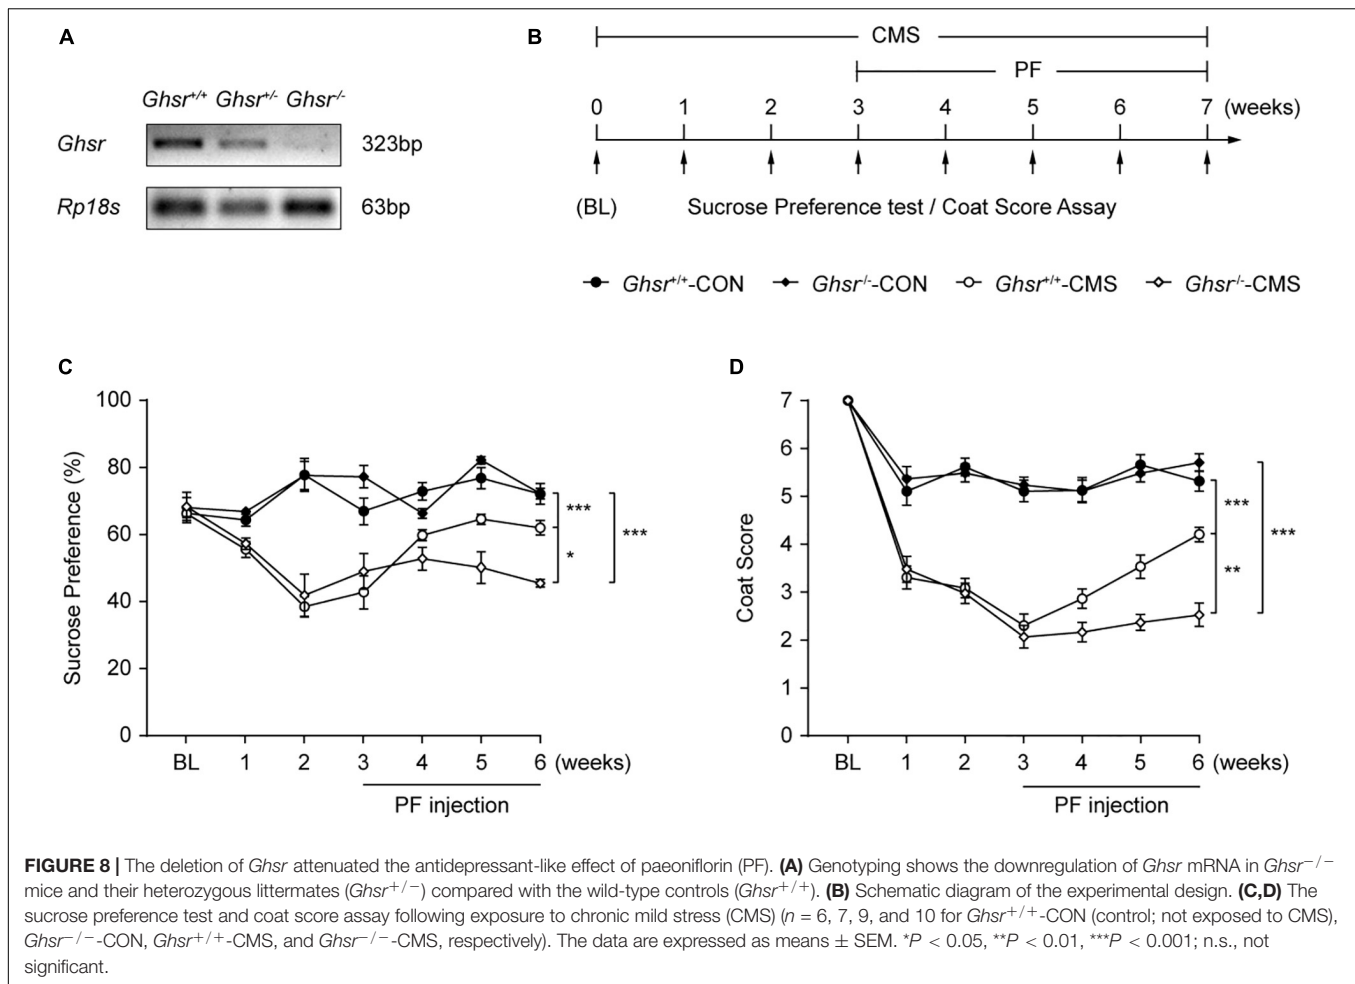 A
Ghsr+/+ Ghsr+/- Ghsr-/-
Ghsr 323bp
Rp18s 63bp
B
CMS
PF
0 1 2 3 4 5 6 7 (weeks)
(BL) Sucrose Preference test / Coat Score Assay
Ghsr+/+-CON Ghsr-/-CON Ghsr+/+-CMS Ghsr-/-CMS
C
Sucrose Preference (%)
100
80
60
40
20
0
***
*
***
BL 1 2 3 4 5 6 (weeks)
PF injection
D
Coat Score
7
6
5
4
3
2
1
0
***
**
***
BL 1 2 3 4 5 6 (weeks)
PF injection
FIGURE 8 | The deletion of Ghsr attenuated the antidepressant-like effect of paeoniflorin (PF). (A) Genotyping shows the downregulation of Ghsr mRNA in Ghsr−/−
mice and their heterozygous littermates (Ghsr+/−) compared with the wild-type controls (Ghsr+/+). (B) Schematic diagram of the experimental design. (C,D) The
sucrose preference test and coat score assay following exposure to chronic mild stress (CMS) (n = 6, 7, 9, and 10 for Ghsr+/+-CON (control; not exposed to CMS),
Ghsr−/−-CON, Ghsr+/+-CMS, and Ghsr−/−-CMS, respectively). The data are expressed as means ± SEM. *P < 0.05, **P < 0.01, ***P < 0.001; n.s., not
significant.